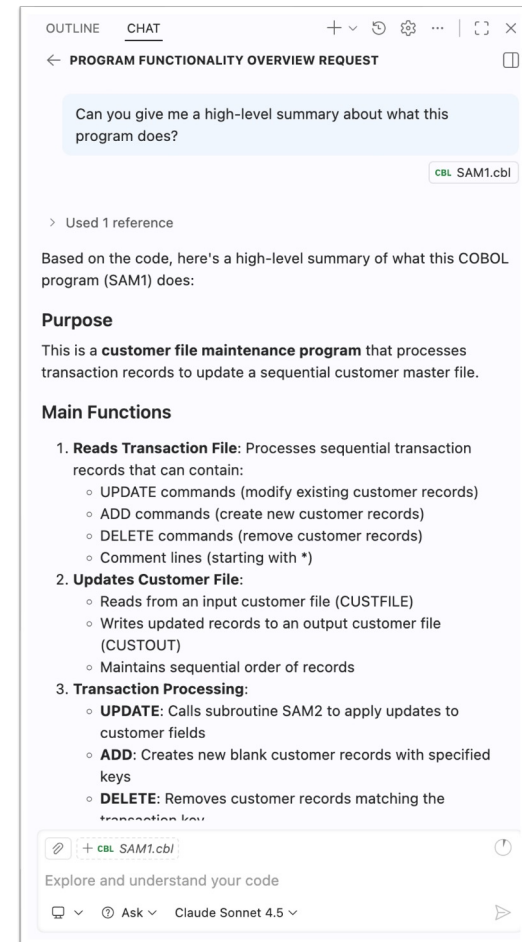 OUTLINE CHAT
PROGRAM FUNCTIONALITY OVERVIEW REQUEST
Can you give me a high-level summary about what this
program does?
CBL SAM1.cbl
Used 1 reference
Based on the code, here's a high-level summary of what this COBOL
program (SAM1) does:
Purpose
This is a customer file maintenance program that processes
transaction records to update a sequential customer master file.
Main Functions
1. Reads Transaction File: Processes sequential transaction
records that can contain:
◦ UPDATE commands (modify existing customer records)
◦ ADD commands (create new customer records)
◦ DELETE commands (remove customer records)
◦ Comment lines (starting with *)
2. Updates Customer File:
◦ Reads from an input customer file (CUSTFILE)
◦ Writes updated records to an output customer file
(CUSTOUT)
◦ Maintains sequential order of records
3. Transaction Processing:
◦ UPDATE: Calls subroutine SAM2 to apply updates to
customer fields
◦ ADD: Creates new blank customer records with specified
keys
◦ DELETE: Removes customer records matching the
transaction key
+ CBL SAM1.cbl
Explore and understand your code
Ask Claude Sonnet 4.5